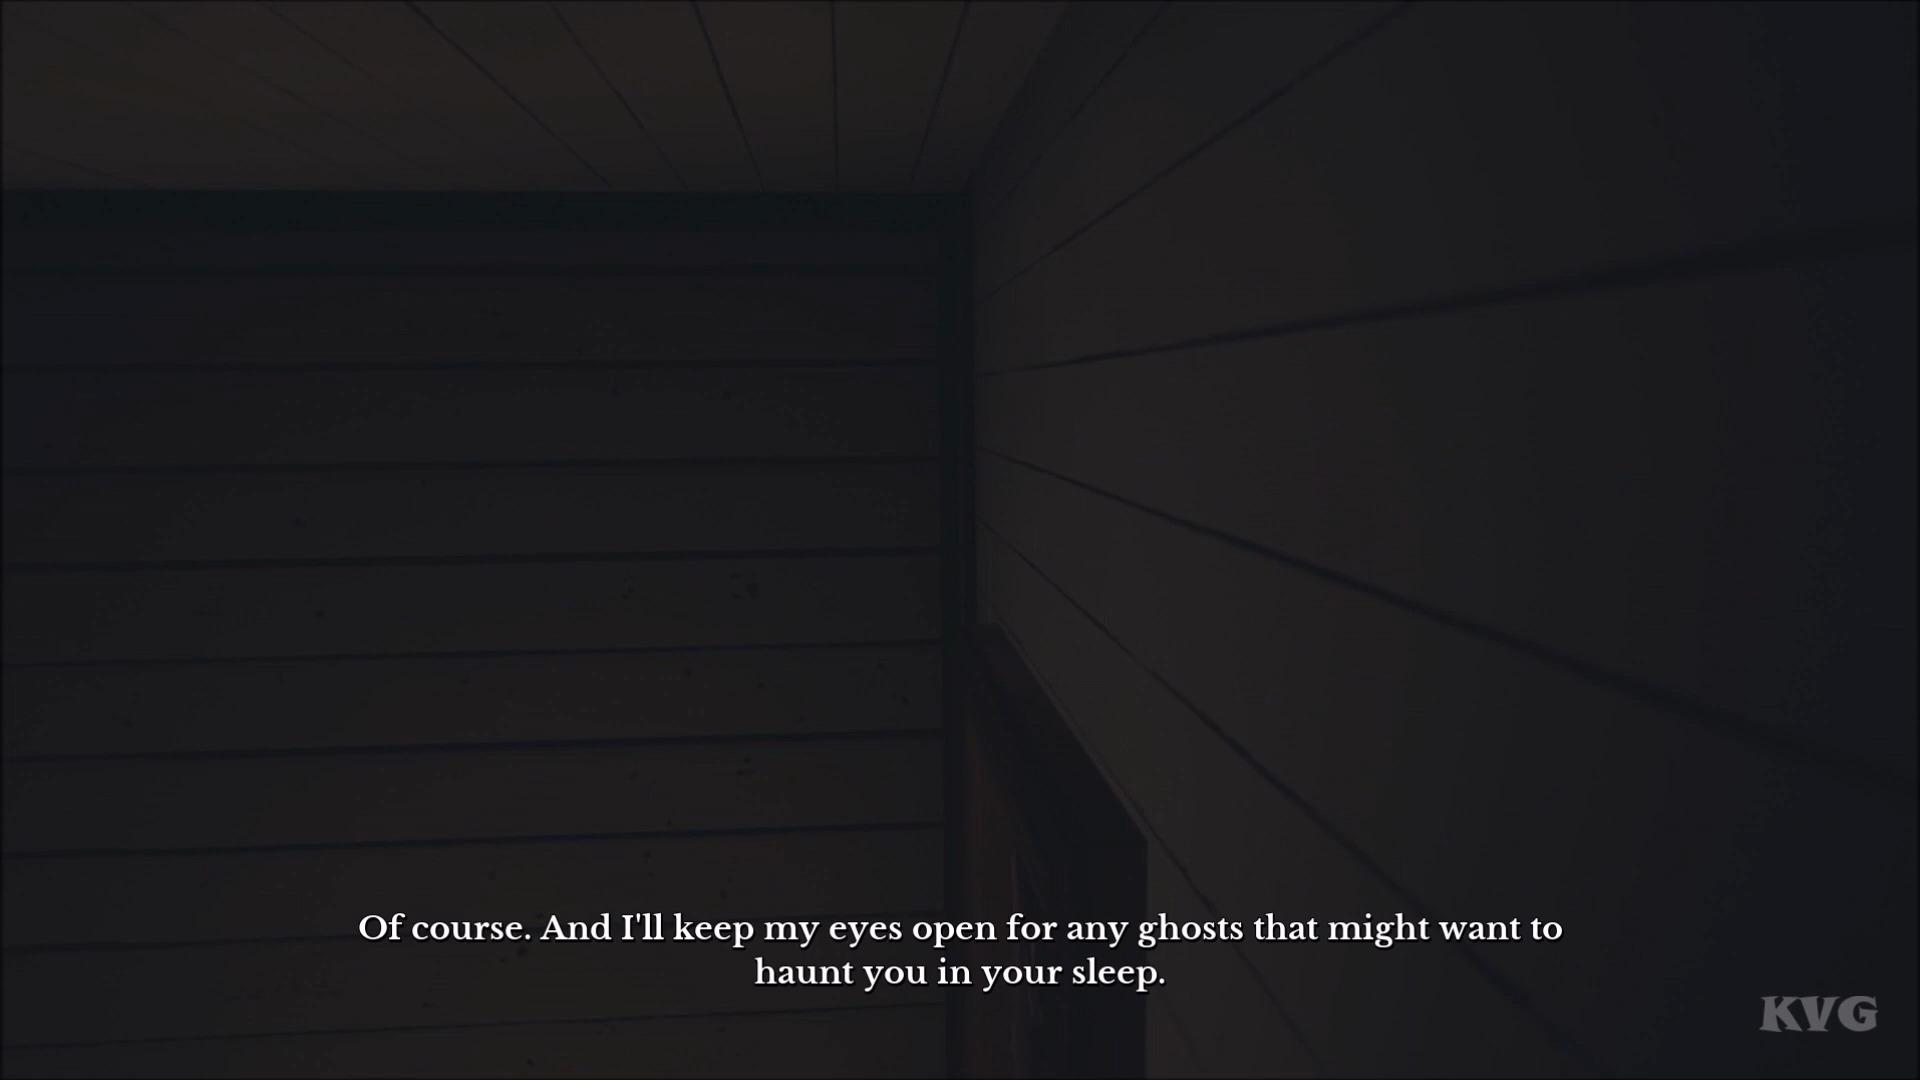 Of course. And I'll keep my eyes open for any ghosts that might want to
haunt you in your sleep.
KVG